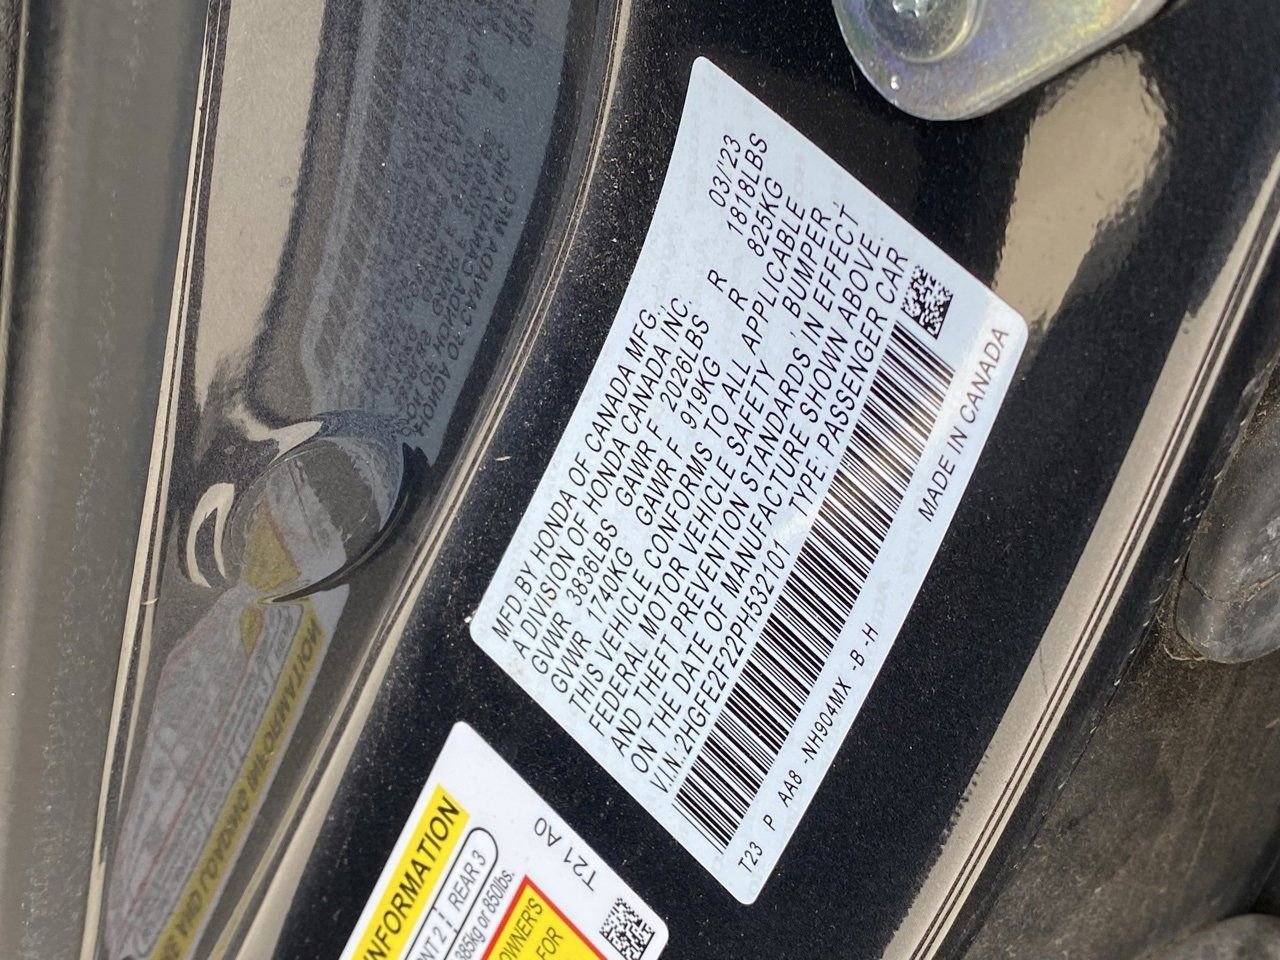 MFD BY HONDA OF CANADA MFG.
A DIVISION OF HONDA CANADA INC. 03/'23
GVWR 3836LBS GAWR F 2026LBS R 1818LBS
GVWR 1740KG GAWR F 919KG R 825KG
THIS VEHICLE CONFORMS TO ALL APPLICABLE
FEDERAL MOTOR VEHICLE SAFETY, BUMPER,
AND THEFT PREVENTION STANDARDS IN EFFECT
ON THE DATE OF MANUFACTURE SHOWN ABOVE.
V.I.N.:2HGFE2F22PH532101 TYPE:PASSENGER CAR
T23 P AA8 -NH904MX -B -H MADE IN CANADA
INFORMATION
2 REAR 3
385kg or 850lbs.
OWNER'S
FOR
T21 A0